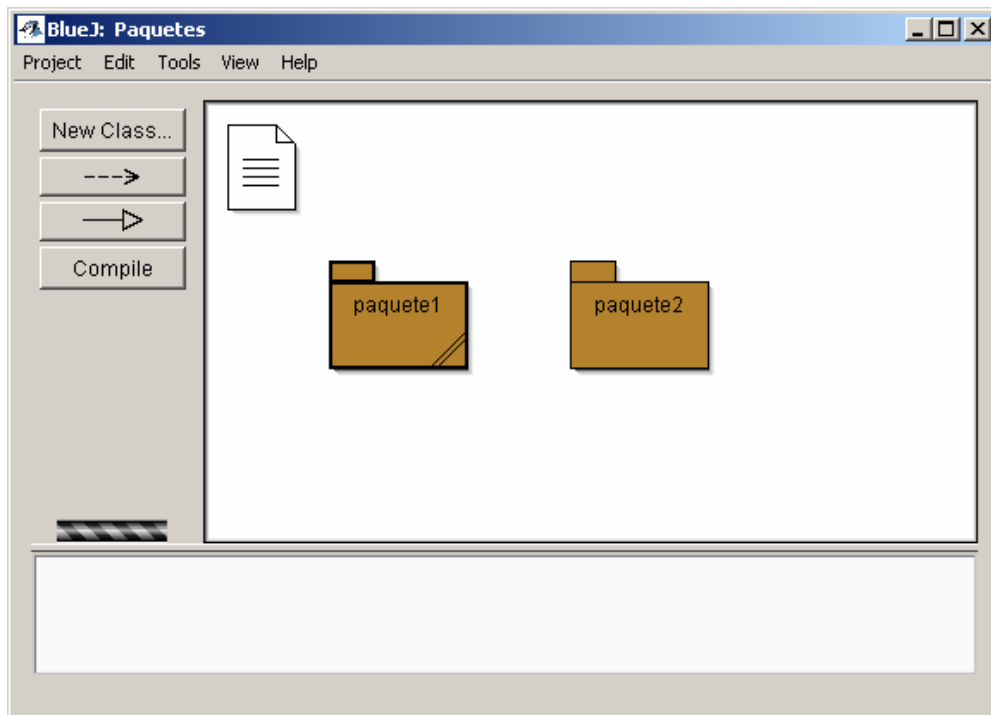 BlueJ: Paquetes
Project Edit Tools View Help
New Class...
Compile
paquete1
paquete2